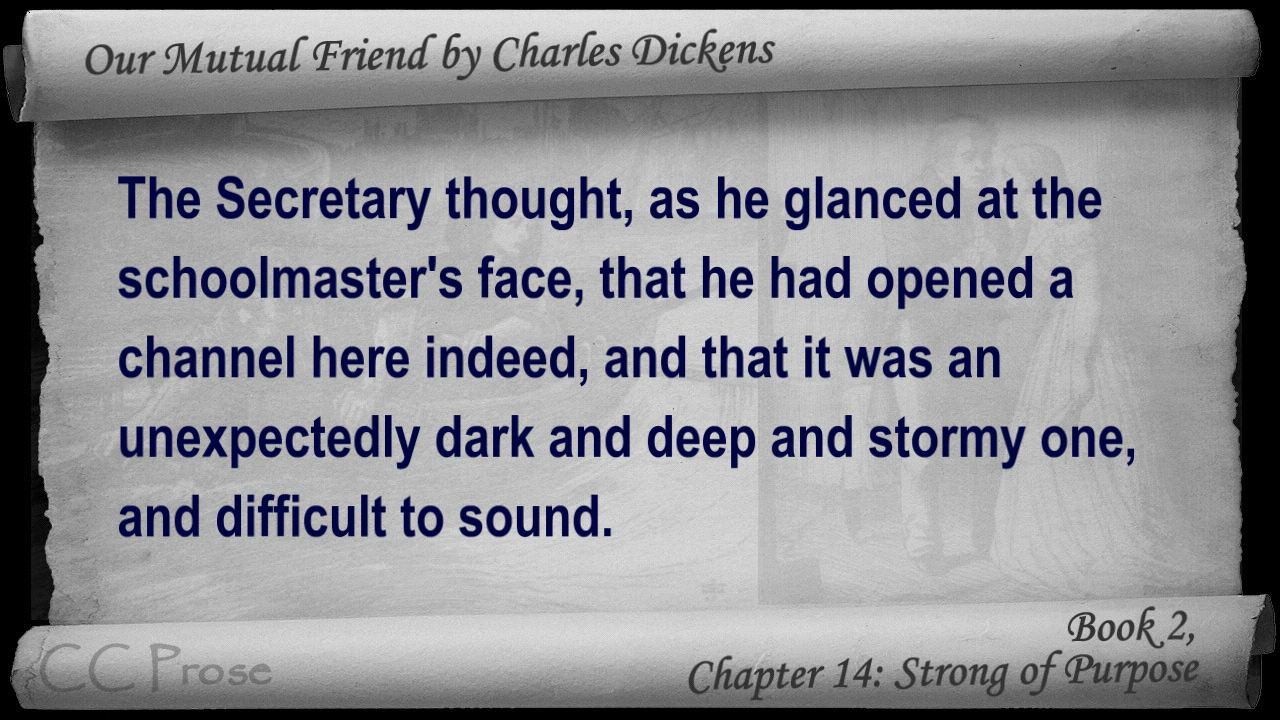 Our Mutual Friend by Charles Dickens
The Secretary thought, as he glanced at the
schoolmaster's face, that he had opened a
channel here indeed, and that it was an
unexpectedly dark and deep and stormy one,
and difficult to sound.
Book 2,
Chapter 14: Strong of Purpose
CC Prose